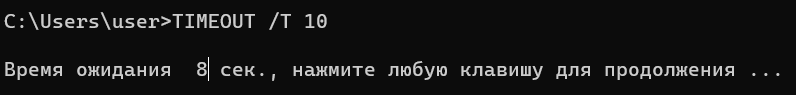 C:\Users\user>TIMEOUT /T 10
Время ожидания  8 сек., нажмите любую клавишу для продолжения ...